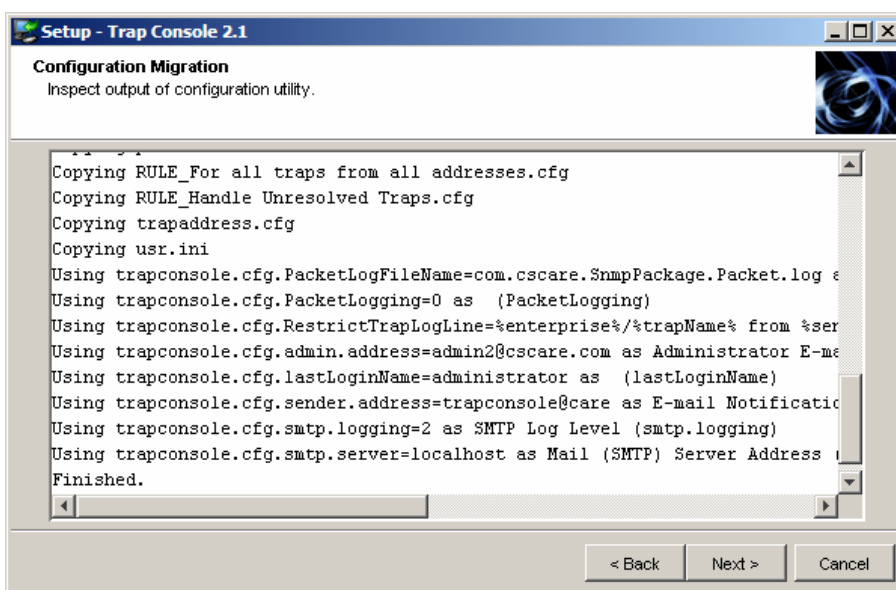 Setup - Trap Console 2.1
Configuration Migration
Inspect output of configuration utility.
Copying RULE_For all traps from all addresses.cfg
Copying RULE_Handle Unresolved Traps.cfg
Copying trapaddress.cfg
Copying usr.ini
Using trapconsole.cfg.PacketLogFileName=com.cscare.SnmpPackage.Packet.log a
Using trapconsole.cfg.PacketLogging=0 as  (PacketLogging)
Using trapconsole.cfg.RestrictTrapLogLine=%enterprise%/%trapName% from %ser
Using trapconsole.cfg.admin.address=admin2@cscare.com as Administrator E-ma
Using trapconsole.cfg.lastLoginName=administrator as  (lastLoginName)
Using trapconsole.cfg.sender.address=trapconsole@care as E-mail Notificatio
Using trapconsole.cfg.smtp.logging=2 as SMTP Log Level (smtp.logging)
Using trapconsole.cfg.smtp.server=localhost as Mail (SMTP) Server Address (
Finished.
< Back
Next >
Cancel